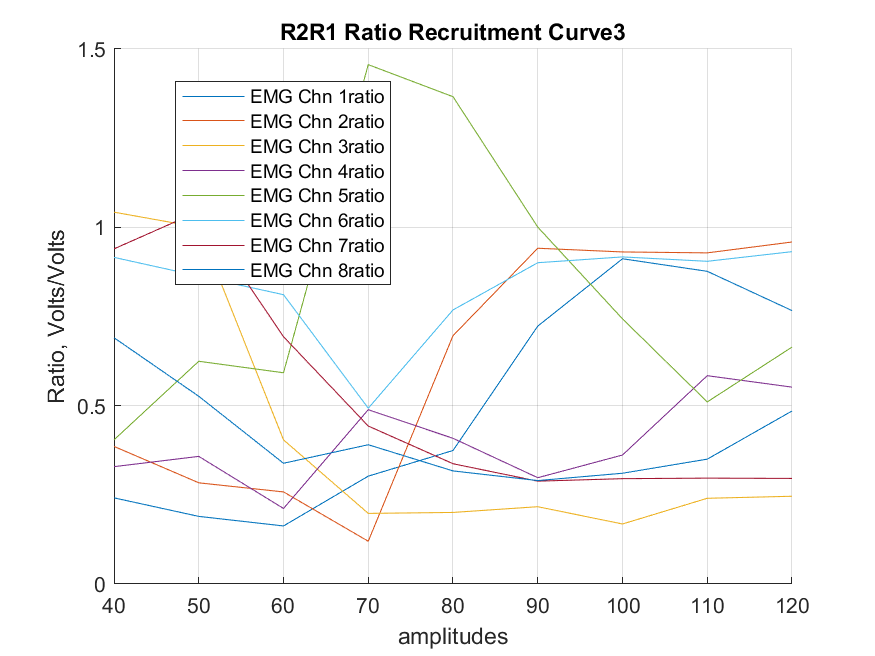 R2R1 Ratio Recruitment Curve3
1.5
1
0.5
0
Ratio, Volts/Volts
EMG Chn 1ratio
EMG Chn 2ratio
EMG Chn 3ratio
EMG Chn 4ratio
EMG Chn 5ratio
EMG Chn 6ratio
EMG Chn 7ratio
EMG Chn 8ratio
40 50 60 70 80 90 100 110 120
amplitudes